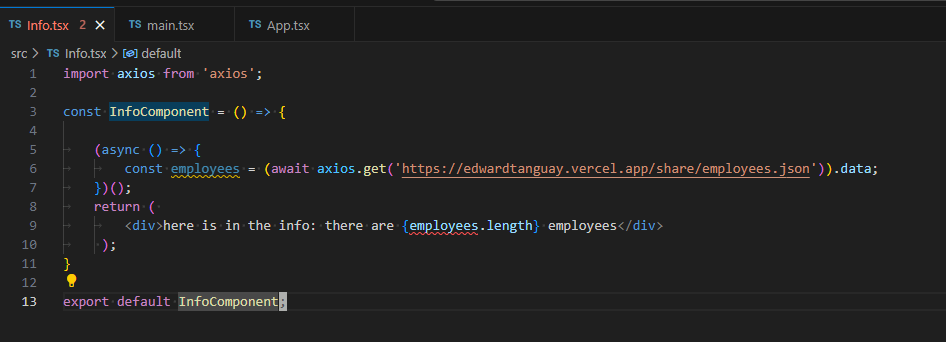 TS Info.tsx 2 × TS main.tsx TS App.tsx
src > TS Info.tsx > default
1 import axios from 'axios';
2
3 const InfoComponent = () => {
4
5 (async () => {
6 const employees = (await axios.get('https://edwardtanguay.vercel.app/share/employees.json')).data;
7 })();
8 return (
9 <div>here is in the info: there are {employees.length} employees</div>
10 );
11 }
12
13 export default InfoComponent;